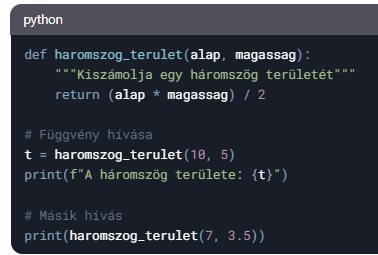 python
def haromszog_terulet(alap, magassag):
    """Kiszámolja egy háromszög területét"""
    return (alap * magassag) / 2
# Függvény hívása
t = haromszog_terulet(10, 5)
print(f"A háromszög területe: {t}")
# Másik hívás
print(haromszog_terulet(7, 3.5))